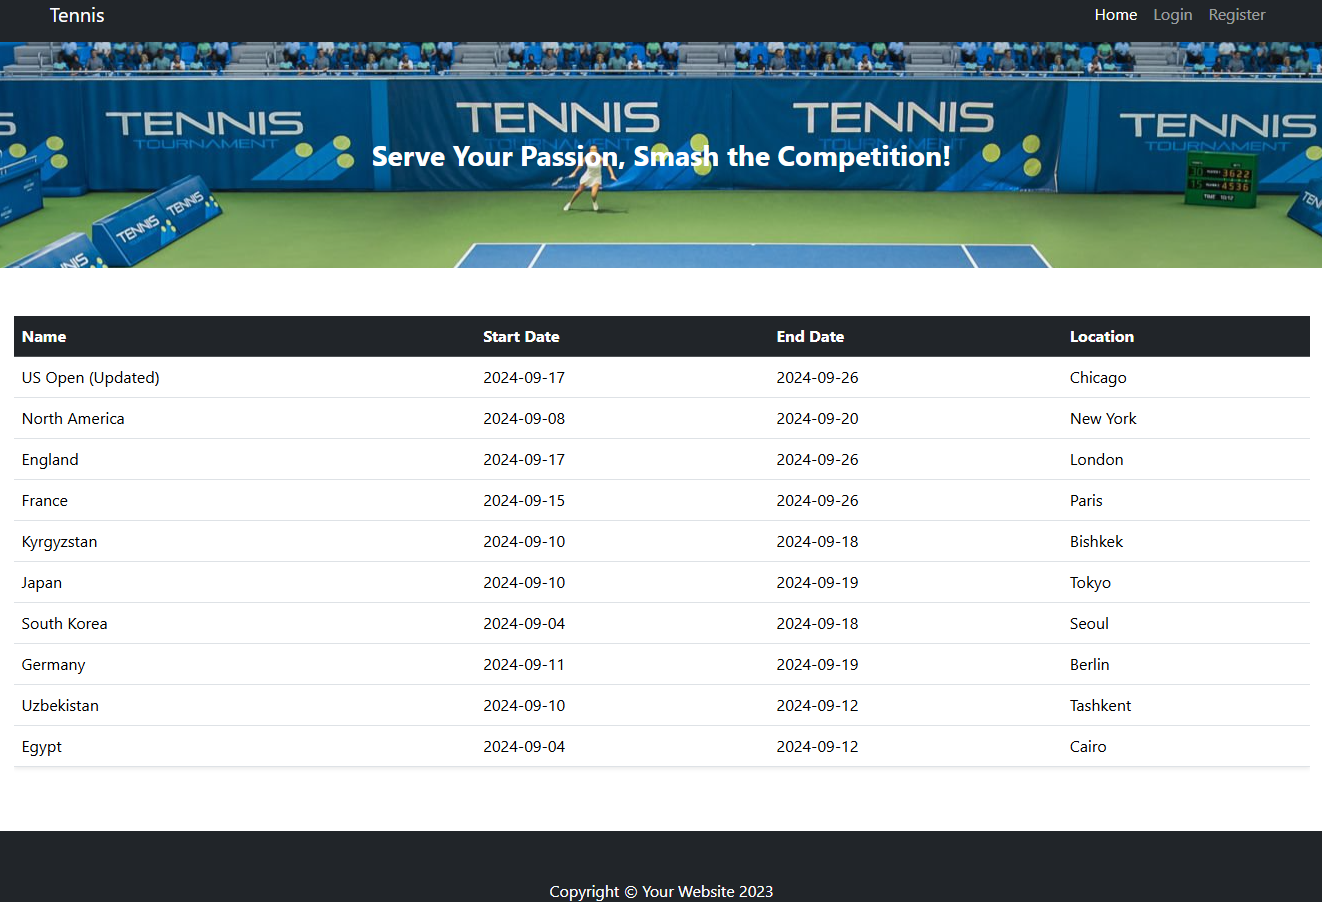 Tennis Home Login Register
TENNIS TENNIS TENNIS TENNIS
TOURNAMENT TOURNAMENT
Serve Your Passion, Smash the Competition!
3622
4536
TENNIS TENNIS
Name Start Date End Date Location
US Open (Updated) 2024-09-17 2024-09-26 Chicago
North America 2024-09-08 2024-09-20 New York
England 2024-09-17 2024-09-26 London
France 2024-09-15 2024-09-26 Paris
Kyrgyzstan 2024-09-10 2024-09-18 Bishkek
Japan 2024-09-10 2024-09-19 Tokyo
South Korea 2024-09-04 2024-09-18 Seoul
Germany 2024-09-11 2024-09-19 Berlin
Uzbekistan 2024-09-10 2024-09-12 Tashkent
Egypt 2024-09-04 2024-09-12 Cairo
Copyright © Your Website 2023